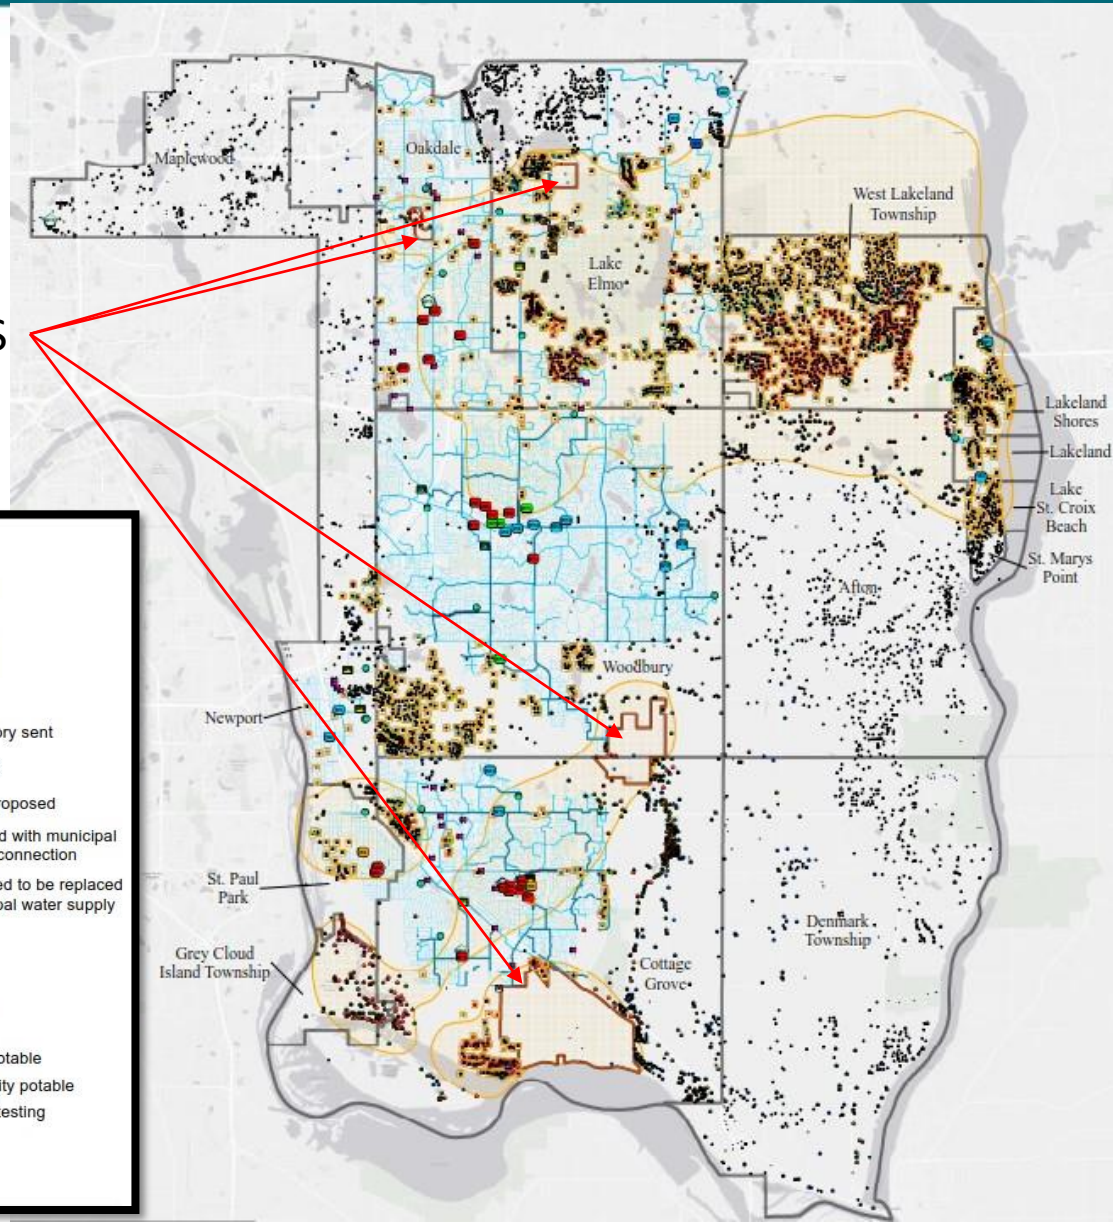 Maplewood
Oakdale
West Lakeland
Township
Lake
Elmo
S
Lakeland
Shores
Lakeland
Lake
St. Croix
Beach
St. Marys
Point
Afton
Woodbury
Newport
ory sent
roposed
d with municipal
connection
ed to be replaced
pal water supply
otable
ity potable
testing
St. Paul
Park
Grey Cloud
Island Township
Cottage
Grove
Denmark
Township